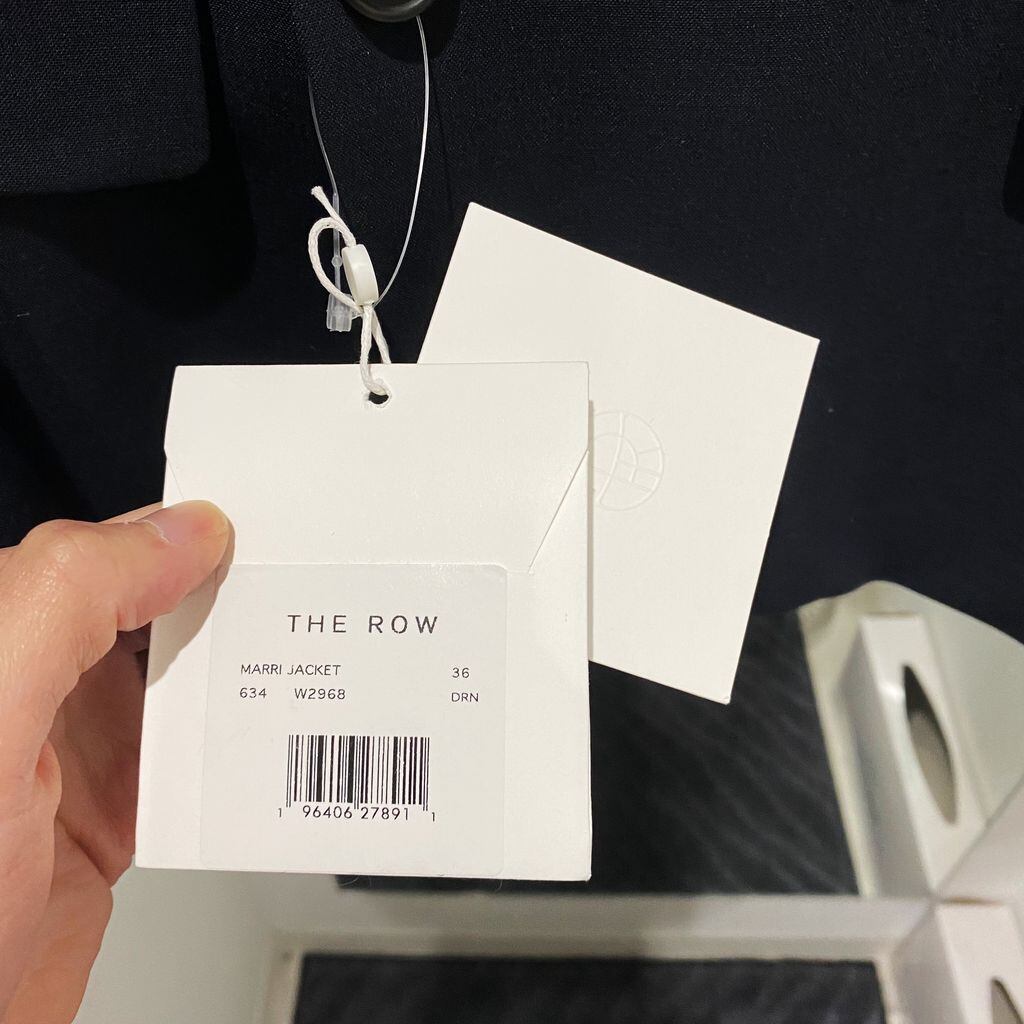 THE ROW
MARRI JACKET 36
634 W2968 DRN
1 96406 27891 1